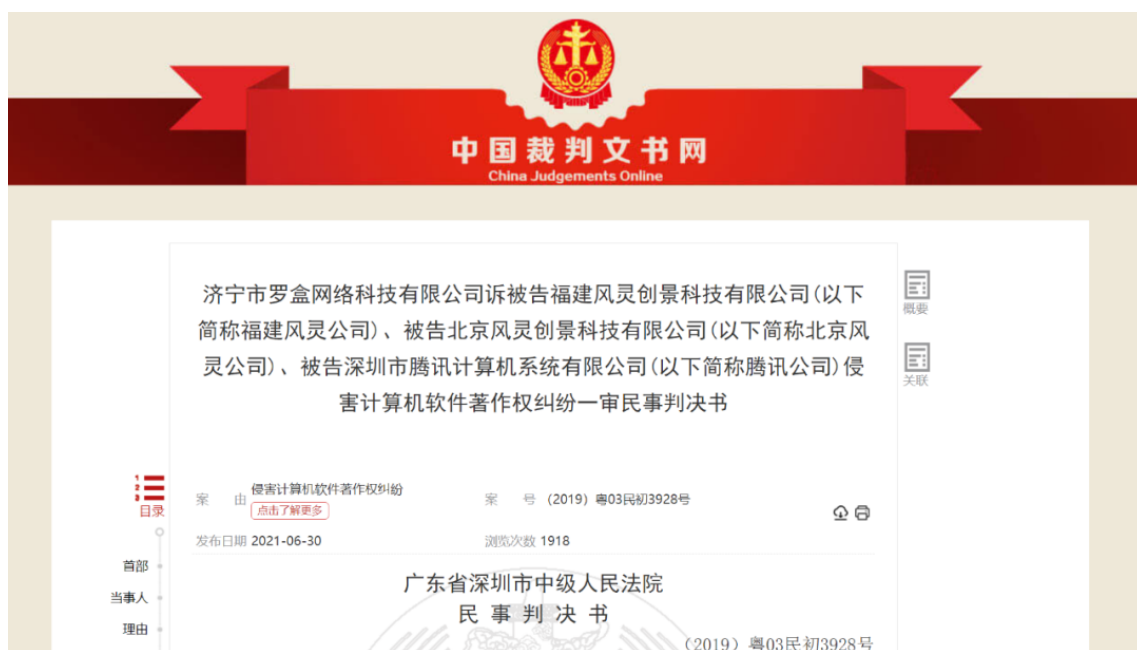 中国裁判文书网
China Judgements Online
济宁市罗盒网络科技有限公司诉被告福建风灵创景科技有限公司(以下
简称福建风灵公司)、被告北京风灵创景科技有限公司(以下简称北京风
灵公司)、被告深圳市腾讯计算机系统有限公司(以下简称腾讯公司)侵
害计算机软件著作权纠纷一审民事判决书
概要
关联
1
2
3
目录
案 由 侵害计算机软件著作权纠纷
点击了解更多
案 号 (2019)粤03民初3928号
发布日期 2021-06-30
浏览次数 1918
首部
当事人
理由
广东省深圳市中级人民法院
民 事 判 决 书
(2019)粤03民初3928号